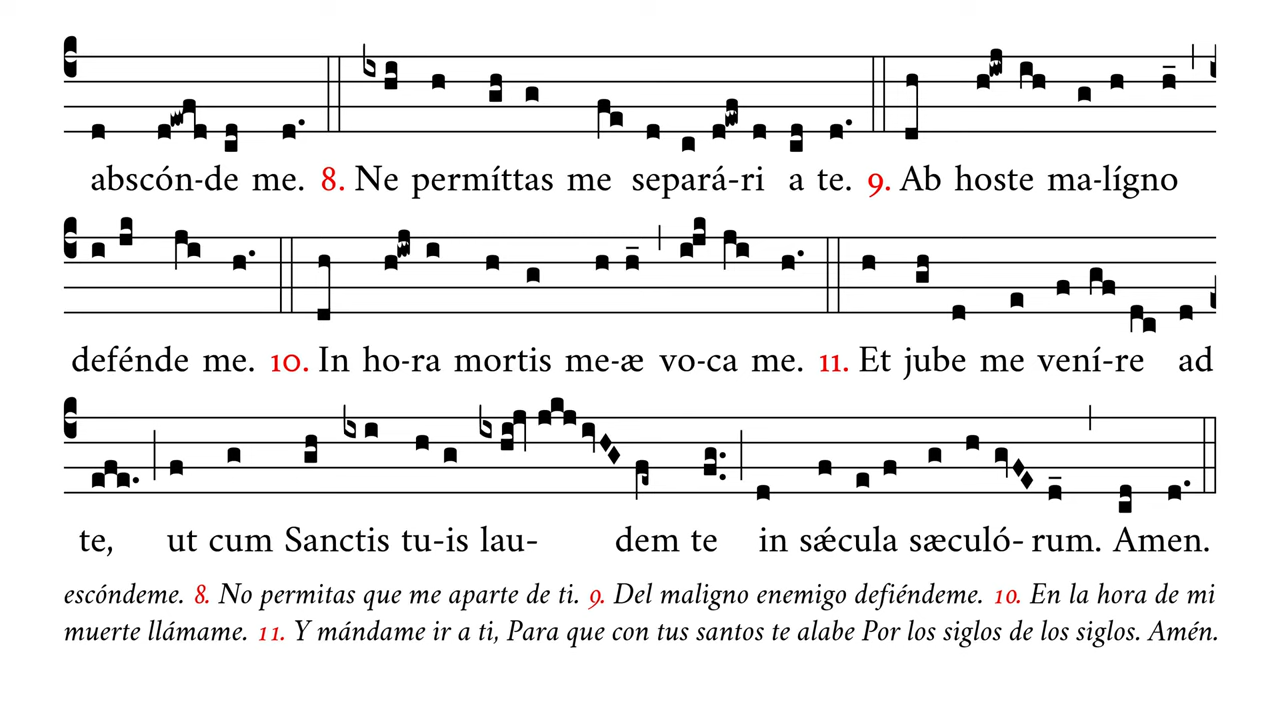 abscón-de me. 8. Ne permíttas me separá-ri a te. 9. Ab hoste ma-lígno
defénde me. 10. In ho-ra mortis me-æ vo-ca me. 11. Et jube me vení-re ad
te, ut cum Sanctis tu-is lau- dem te in sǽcula sæculó-rum. Amen.
escóndeme. 8. No permitas que me aparte de ti. 9. Del maligno enemigo defiéndeme. 10. En la hora de mi
muerte llámame. 11. Y mándame ir a ti, Para que con tus santos te alabe Por los siglos de los siglos. Amén.